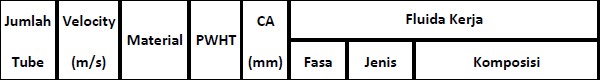 Jumlah Tube
Velocity (m/s)
Material
PWHT
CA (mm)
Fluida Kerja
Fasa
Jenis
Komposisi